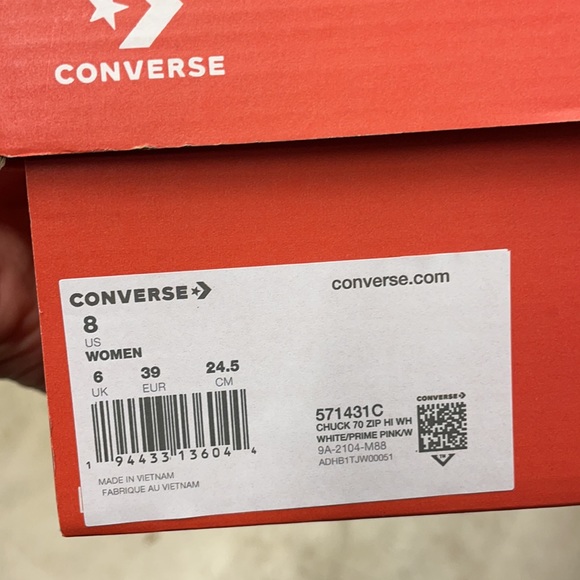 CONVERSE
CONVERSE
converse.com
8
US
WOMEN
6 39 24.5
UK EUR CM
1 94433 13604 4
MADE IN VIETNAM
FABRIQUE AU VIETNAM
571431C
CHUCK 70 ZIP HI WH
WHITE/PRIME PINK/W
9A-2104-M88
ADHB1TJW00051
CONVERSE